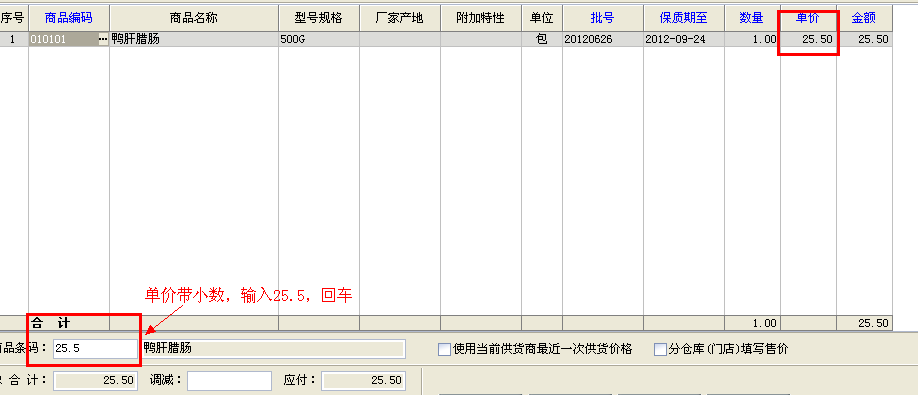 序号 商品编码 商品名称 型号规格 厂家产地 附加特性 单位 批号 保质期至 数量 单价 金额
1 010101 ... 鸭肝腊肠 500G 包 20120626 2012-09-24 1.00 25.50 25.50
单价带小数，输入25.5，回车
合 计 1.00 25.50
商品条码： 25.5 鸭肝腊肠 使用当前供货商最近一次供货价格 分仓库(门店)填写售价
合 计： 25.50 调减： 应付： 25.50